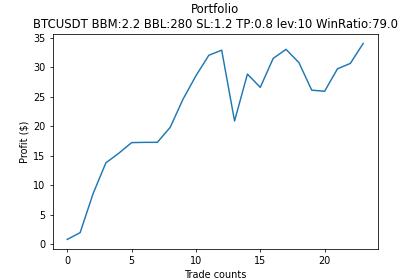 Portfolio
BTCUSDT BBM:2.2 BBL:280 SL:1.2 TP:0.8 lev:10 WinRatio:79.0
35
30
25
20
15
10
5
0
Profit ($)
0 5 10 15 20
Trade counts